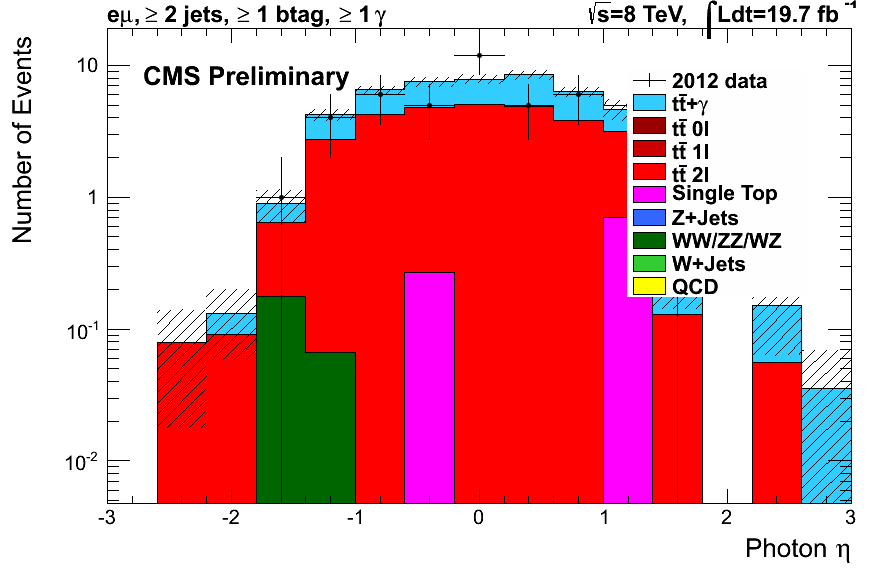 eμ, ≥ 2 jets, ≥ 1 btag, ≥ 1 γ
√s=8 TeV, ∫Ldt=19.7 fb⁻¹
CMS Preliminary
Number of Events
10
1
10⁻¹
10⁻²
2012 data
tt̄+γ
tt̄ 0l
tt̄ 1l
tt̄ 2l
Single Top
Z+Jets
WW/ZZ/WZ
W+Jets
QCD
-3 -2 -1 0 1 2 3
Photon η